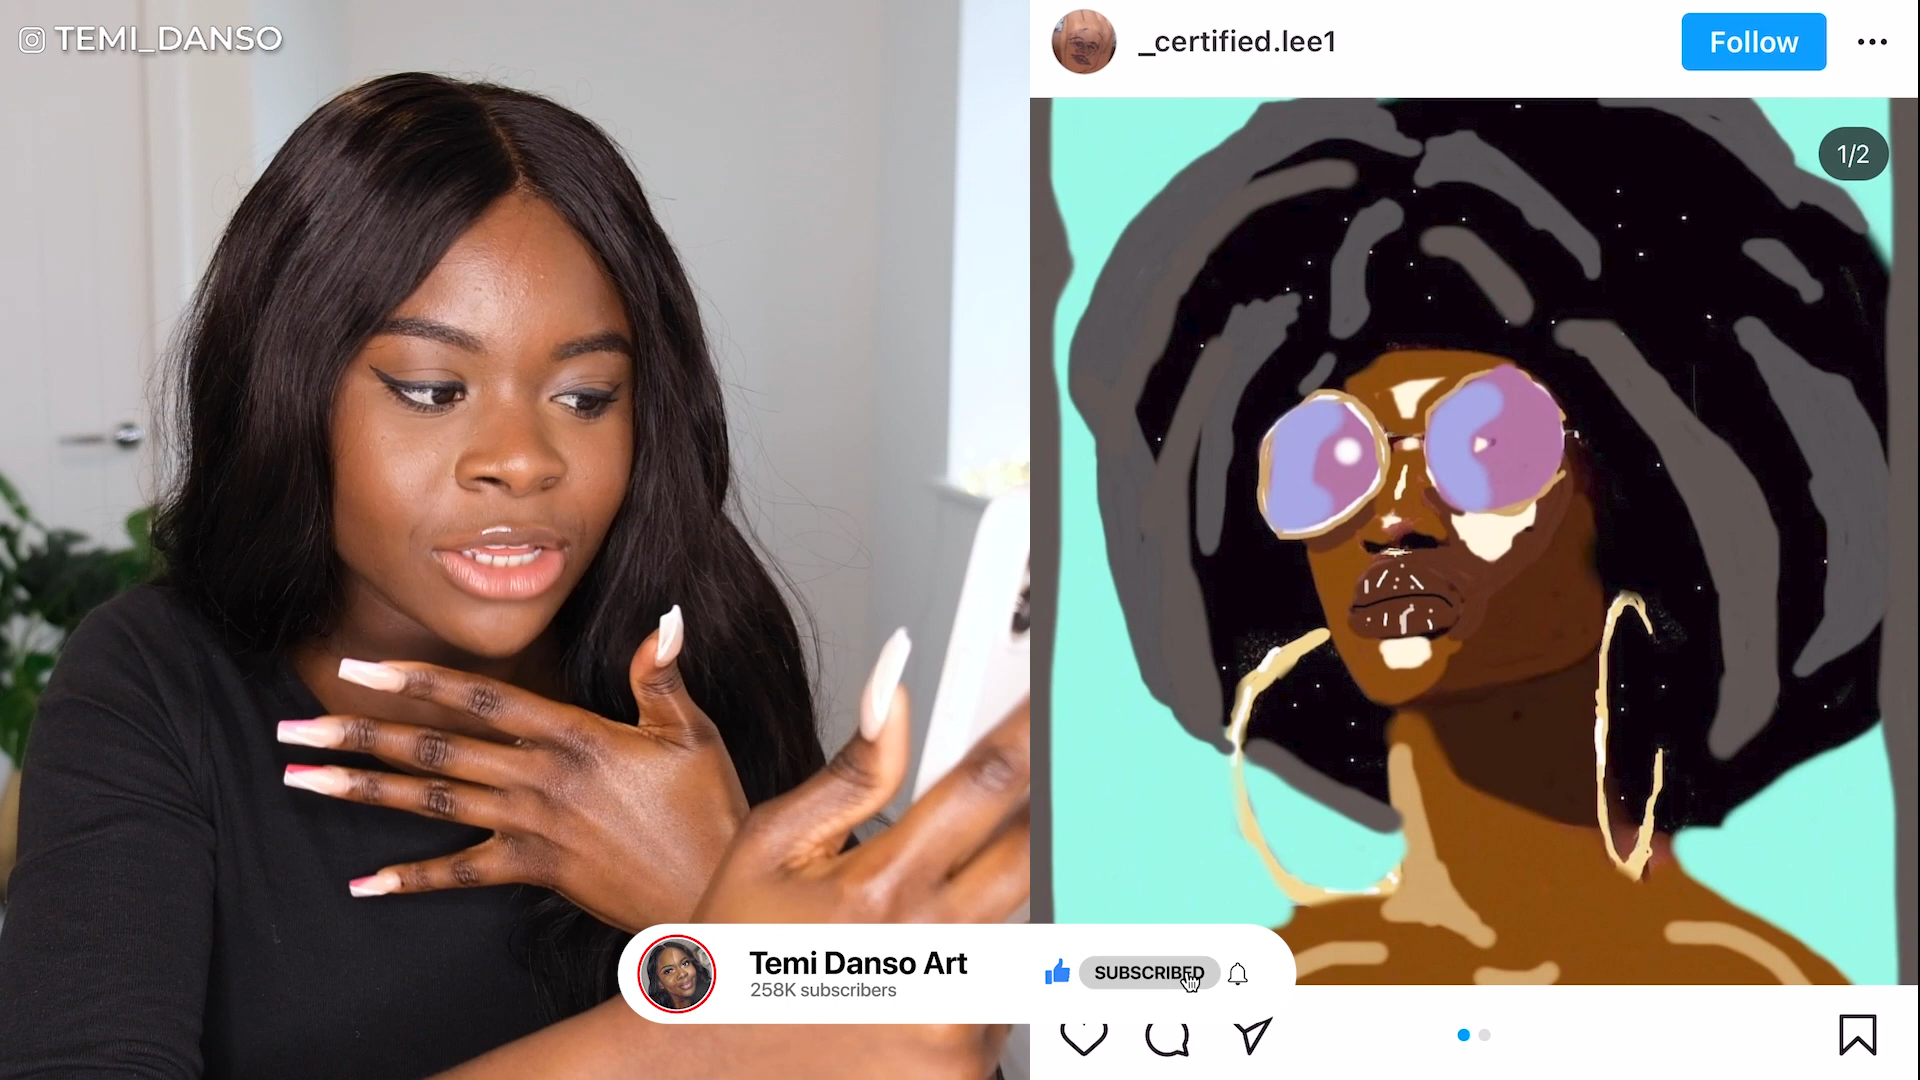 TEMI_DANSO
_certified.lee1
Follow
1/2
Temi Danso Art
258K subscribers
SUBSCRIBED